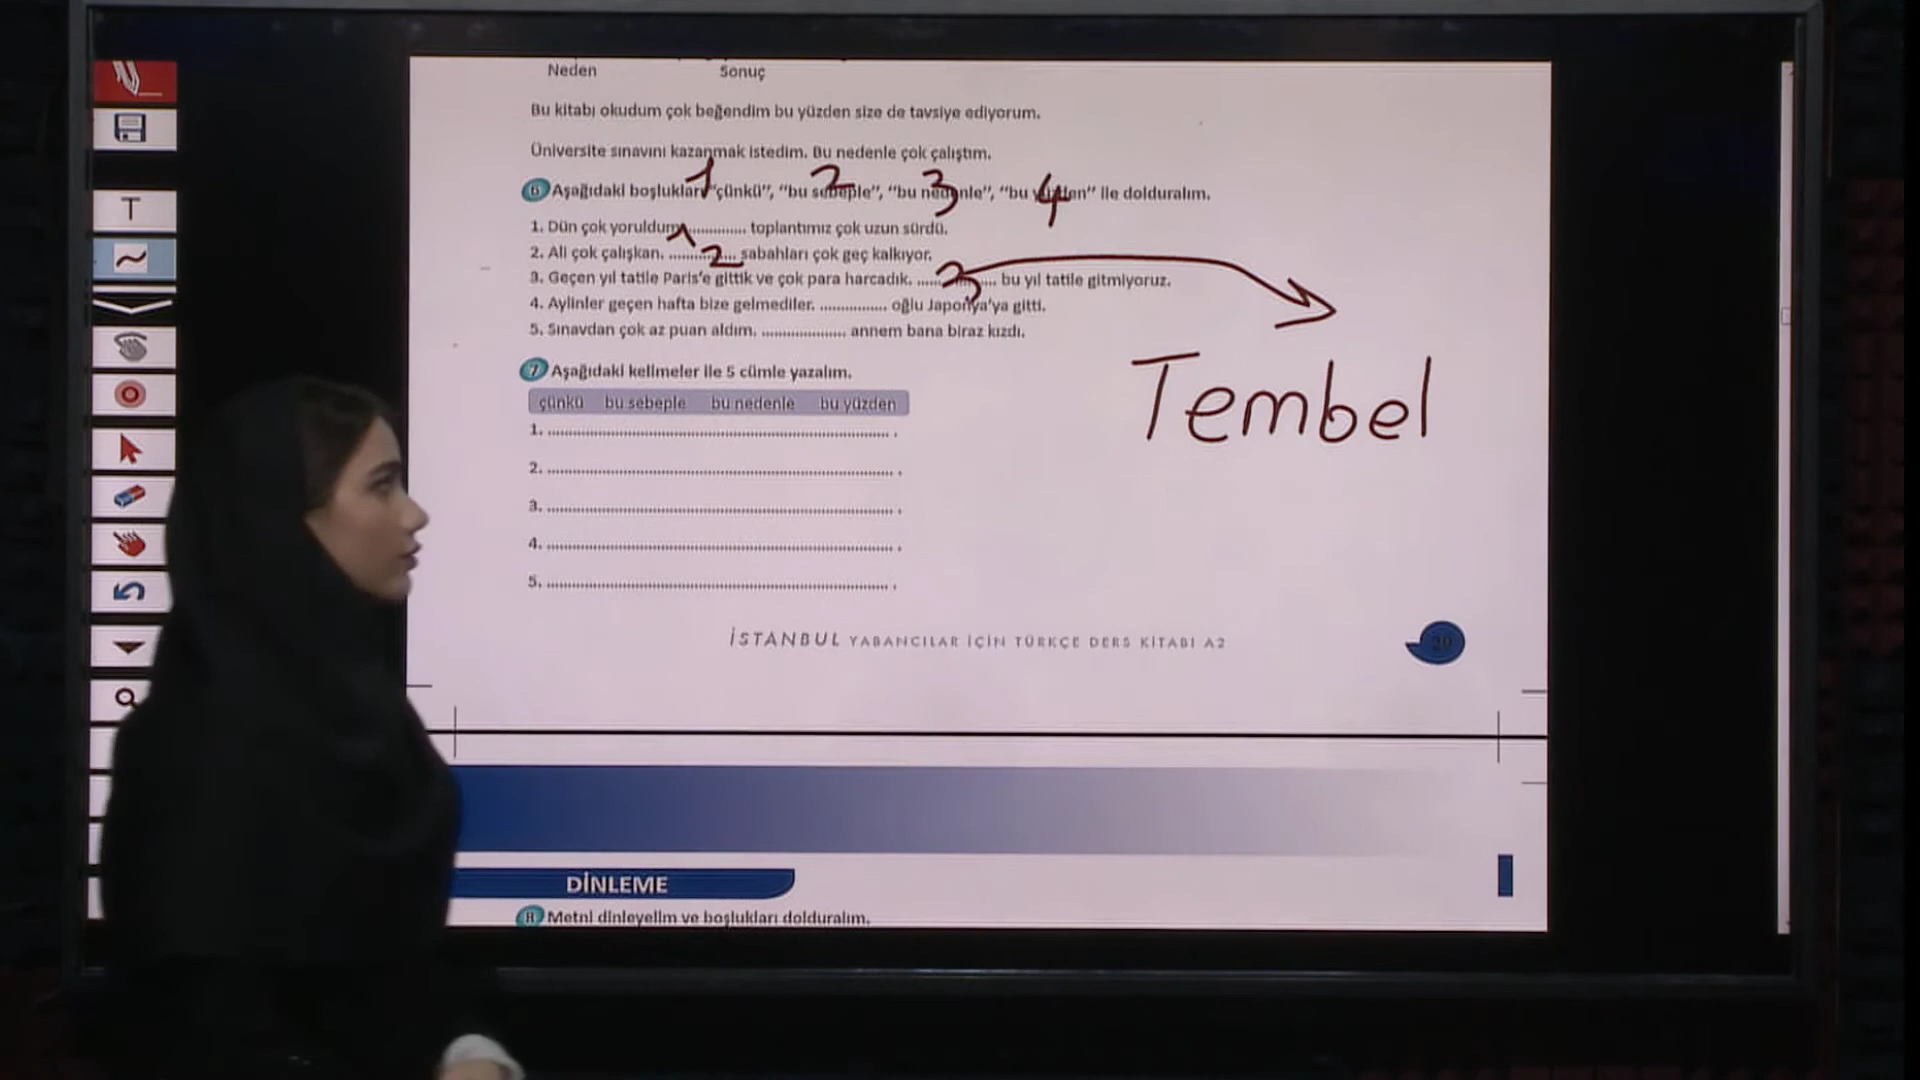 Neden Sonuç
Bu kitabı okudum çok beğendim bu yüzden size de tavsiye ediyorum.
Üniversite sınavını kazanmak istedim. Bu nedenle çok çalıştım.
1 2 3 4
6 Aşağıdaki boşlukları "çünkü", "bu sebeple", "bu nedenle", "bu yüzden" ile dolduralım.
1. Dün çok yoruldum 1 .............. toplantımız çok uzun sürdü.
2. Ali çok çalışkan. ......2...... sabahları çok geç kalkıyor.
3. Geçen yıl tatile Paris'e gittik ve çok para harcadık. ......3...... bu yıl tatile gitmiyoruz.
4. Aylinler geçen hafta bize gelmediler. ................ oğlu Japonya'ya gitti.
5. Sınavdan çok az puan aldım. .................... annem bana biraz kızdı.
Tembel
7 Aşağıdaki kelimeler ile 5 cümle yazalım.
çünkü bu sebeple bu nedenle bu yüzden
1. .................... .
2. .................... .
3. .................... .
4. .................... .
5. .................... .
İSTANBUL YABANCILAR İÇİN TÜRKÇE DERS KİTABI A2
DİNLEME
8 Metni dinleyelim ve boşlukları dolduralım.
T